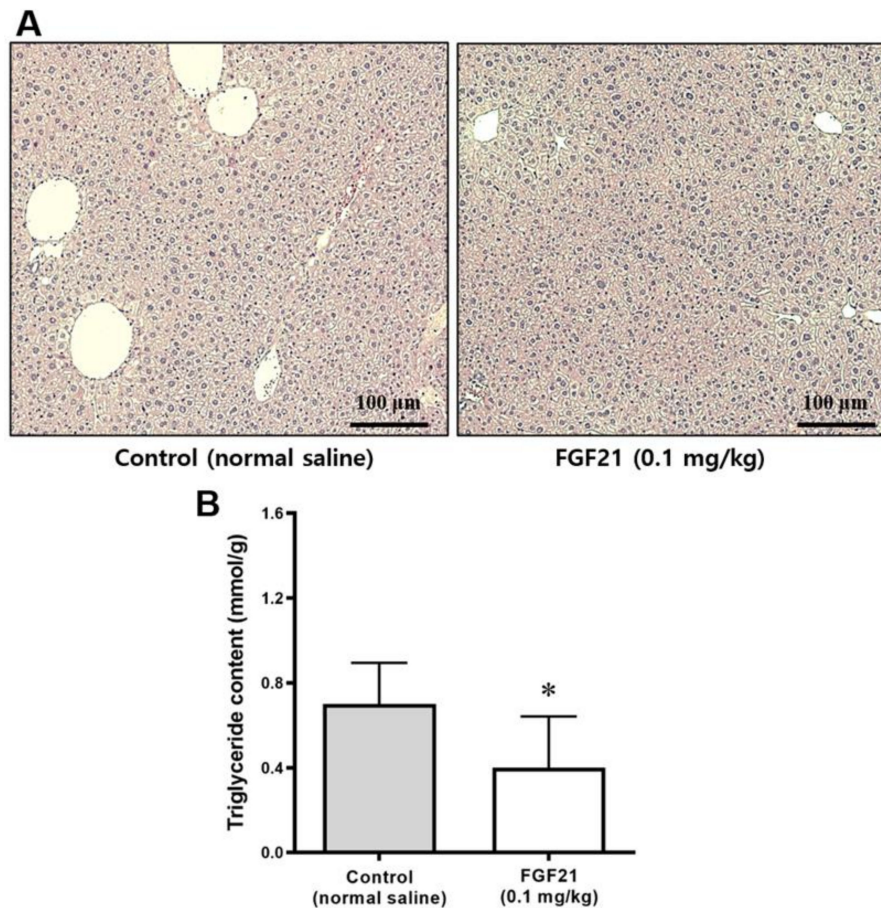 A
100 μm
100 μm
Control (normal saline)
FGF21 (0.1 mg/kg)
B
Triglyceride content (mmol/g)
1.6
1.2
0.8
0.4
0.0
*
Control
(normal saline)
FGF21
(0.1 mg/kg)